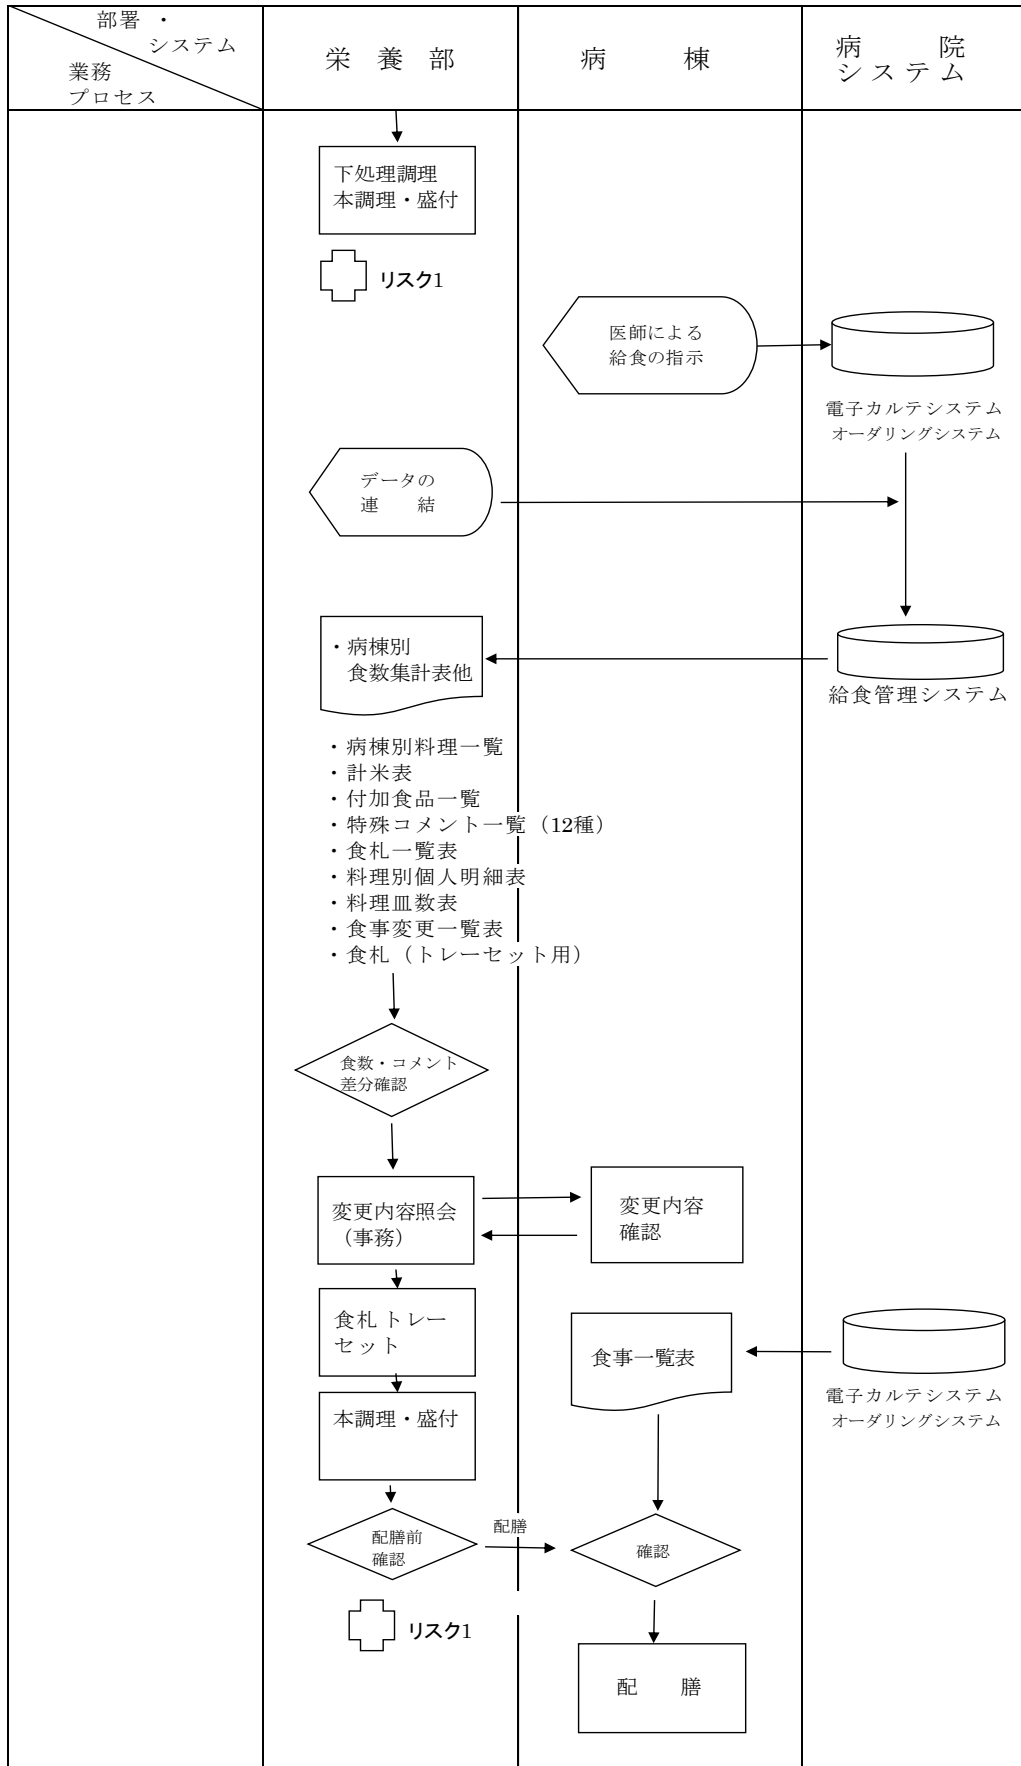 部署 ・
システム
業務
プロセス
栄 養 部
病 棟
病 院
システム
下処理調理
本調理・盛付
リスク1
医師による
給食の指示
電子カルテシステム
オーダリングシステム
データの
連 結
・病棟別
食数集計表他
給食管理システム
・病棟別料理一覧
・計米表
・付加食品一覧
・特殊コメント一覧（12種）
・食札一覧表
・料理別個人明細表
・料理皿数表
・食事変更一覧表
・食札（トレーセット用）
食数・コメント
差分確認
変更内容照会
（事務）
変更内容
確認
食札トレー
セット
食事一覧表
電子カルテシステム
オーダリングシステム
本調理・盛付
配膳前
確認
配膳
確認
リスク1
配 膳